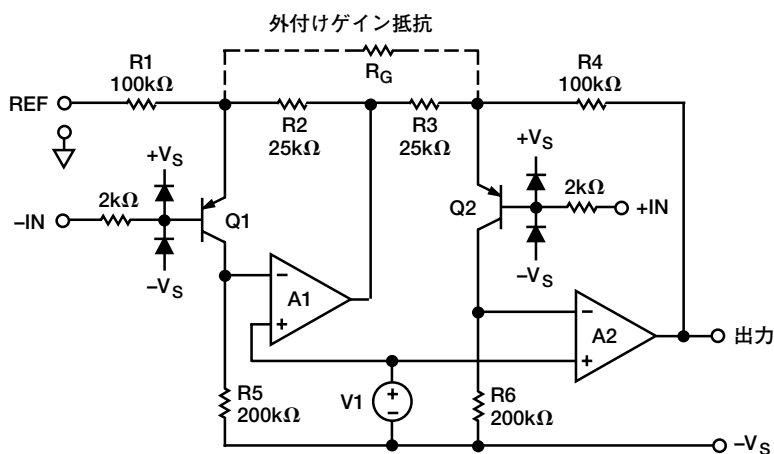 外付けゲイン抵抗
R1
100kΩ
RG
R4
100kΩ
REF
R2
25kΩ
R3
25kΩ
+VS
+VS
2kΩ
2kΩ
–IN
Q1
Q2
+IN
–VS
–VS
A1
A2
出力
R5
200kΩ
V1
R6
200kΩ
–VS